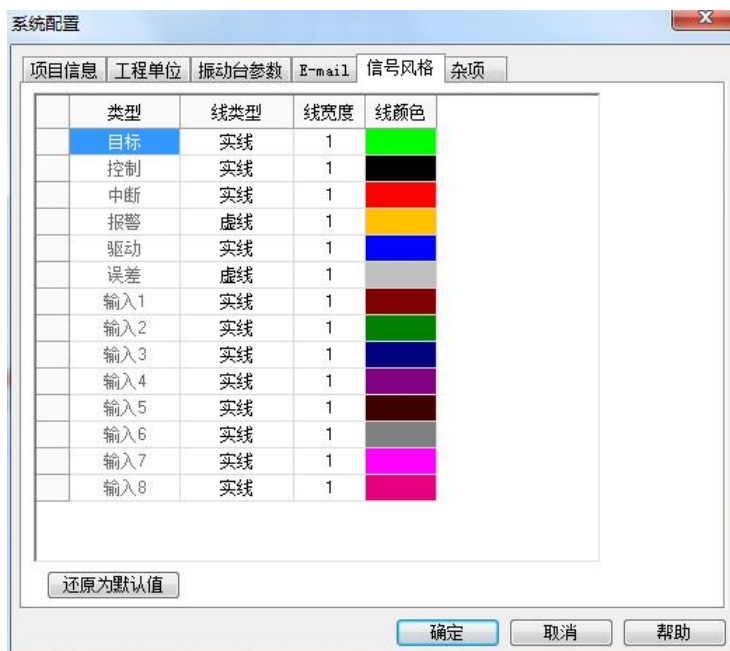 系统配置
项目信息 工程单位 振动台参数 E-mail 信号风格 杂项
类型 线类型 线宽度 线颜色
目标 实线 1
控制 实线 1
中断 实线 1
报警 虚线 1
驱动 实线 1
误差 虚线 1
输入1 实线 1
输入2 实线 1
输入3 实线 1
输入4 实线 1
输入5 实线 1
输入6 实线 1
输入7 实线 1
输入8 实线 1
还原为默认值
确定 取消 帮助